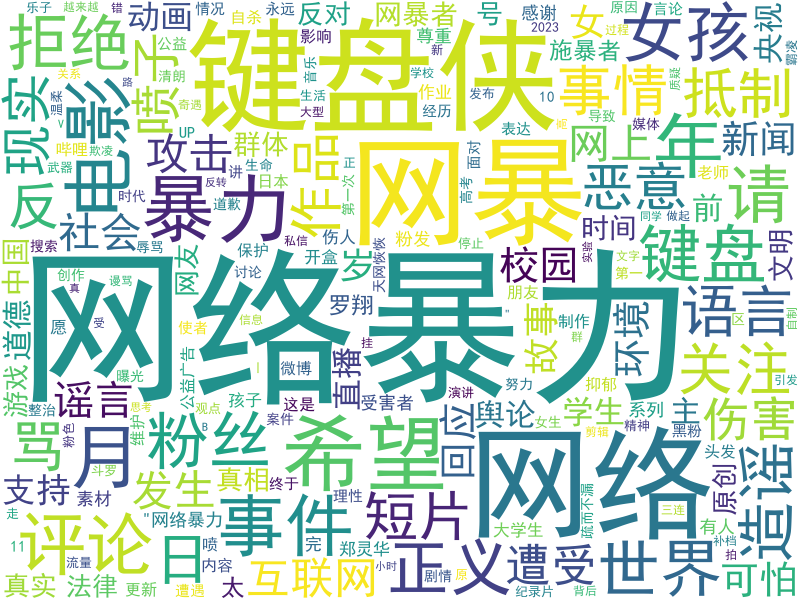 乐子
越来越
错
情况
自杀
永远
反对
网暴者
号
感谢
原因
言论
拒绝
动画
公益
清朗
影响
尊重
新
2023
过程
女
女孩
央视
霸凌
键盘侠
施暴者
质疑
关系
路
奇遇
音乐
学校
作业
发布
10
导致
事情
抵制
现实
温柔
V
喷子
电影
UP
生活
大型
经历
表达
媒体
网上
年
新闻
哔哩
武器
欺凌
攻击
群体
讲
生命
正
日本
反转
道歉
第一次
作品
网暴
面对
高考
老师
恶意
请
反
时代
暴力
社会
搜索
辱骂
网友
保护
讨论
私信
伤人
开盒
岁
粉发
天网恢恢
停止
实验
同学
做起
文字
第一
时间
前
键盘
文明
中国
道德
创作
谩骂
真
愿
受
使者
信息
罗翔
朋友
校园
制作
故事
环境
语言
区
群
自制
游戏
曝光
公益广告
微博
直播
挂
努力
抑郁
关注
引发
整治
谣言
思考
维护
观点
孩子
这是
受害者
演讲
舆论
学生
系列
主
伤害
骂
粉色
月
粉丝
B
案件
希望
回应
女生
剪辑
精神
黑粉
头发
造谣
支持
素材
斗罗
发生
真相
终于
理性
短片
网络暴力
网络
疏而不漏
大学生
三连
有人
原创
补档
走
11
评论
流量
"网络暴力
事件
喷
完
郑灵华
正义
遭受
世界
拍
可怕
真实
法律
更新
日
遭遇
内容
太
互联网
小时
剧情
原
纪录片
背后